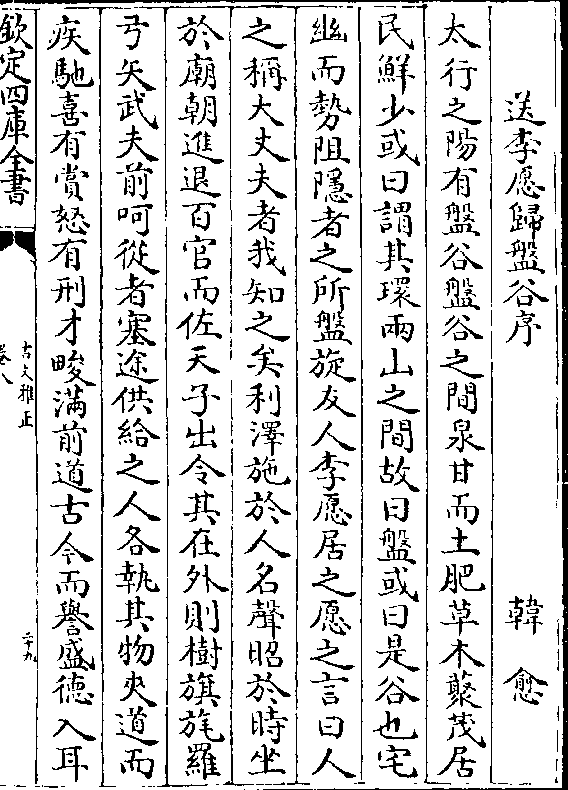 送李愿歸盤谷序 韓愈
太行之陽有盤谷盤谷之間泉甘而土肥草木藂茂居
民鮮少或曰謂其環兩山之間故曰盤或曰是谷也宅
幽而勢阻隱者之所盤旋友人李愿居之愿之言曰人
之稱大丈夫者我知之矣利澤施於人名聲昭於時坐
於廟朝進退百官而佐天子出令其在外則樹旗旄羅
弓矢武夫前呵從者塞途供給之人各執其物夾道而
疾馳喜有賞怒有刑才畯滿前道古今而譽盛德入耳
欽定四庫全書
古文雅正
卷八
二十九